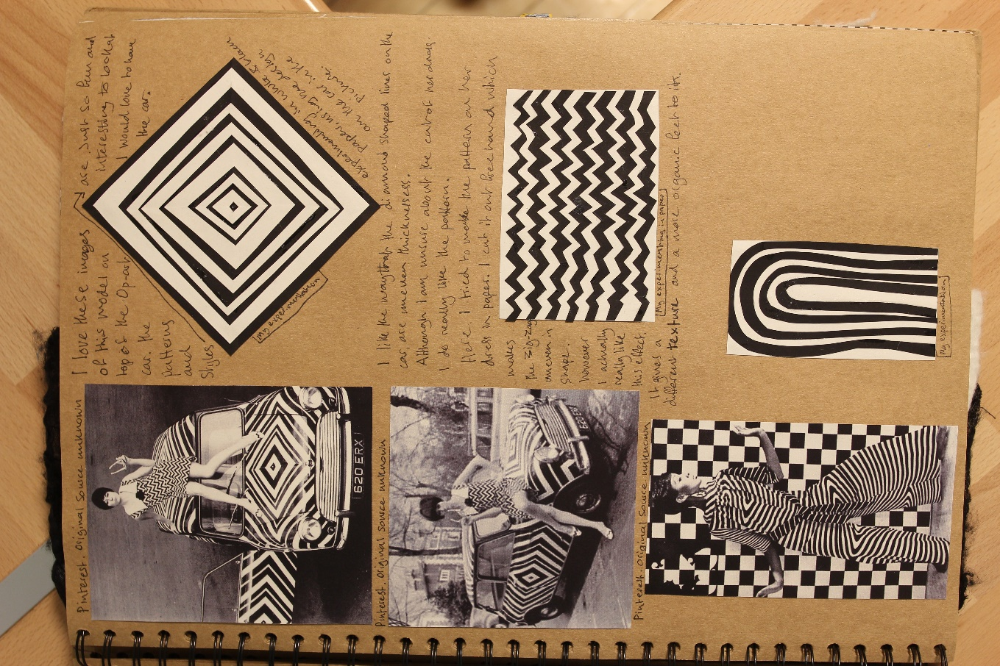 Pinterest. Original source unknown
I love these images
of this model on
top of the Op-art
car. the
patterns
and
styles
are just so fun and
interesting to look at
I would love to have
the car.
[My experimentation]
experimenting in white & black
paper, using the design
on the car in the
picture.
620 ERX
I like the way that the diamond shaped lines on the
car are uneven thicknesses.
Although I am unsure about the cut of her dress
I do really like the pattern.
Here I tried to make the pattern on her
dress in paper. I cut it out freehand which
makes
the zig-zag
uneven in
shape.
however
I actually
really like
this effect.
It gives a
different texture and a more organic feel to it.
[My experimenting in paper]
Pinterest. Original source unknown
620
Pinterest. Original source unknown
[My experimentation]